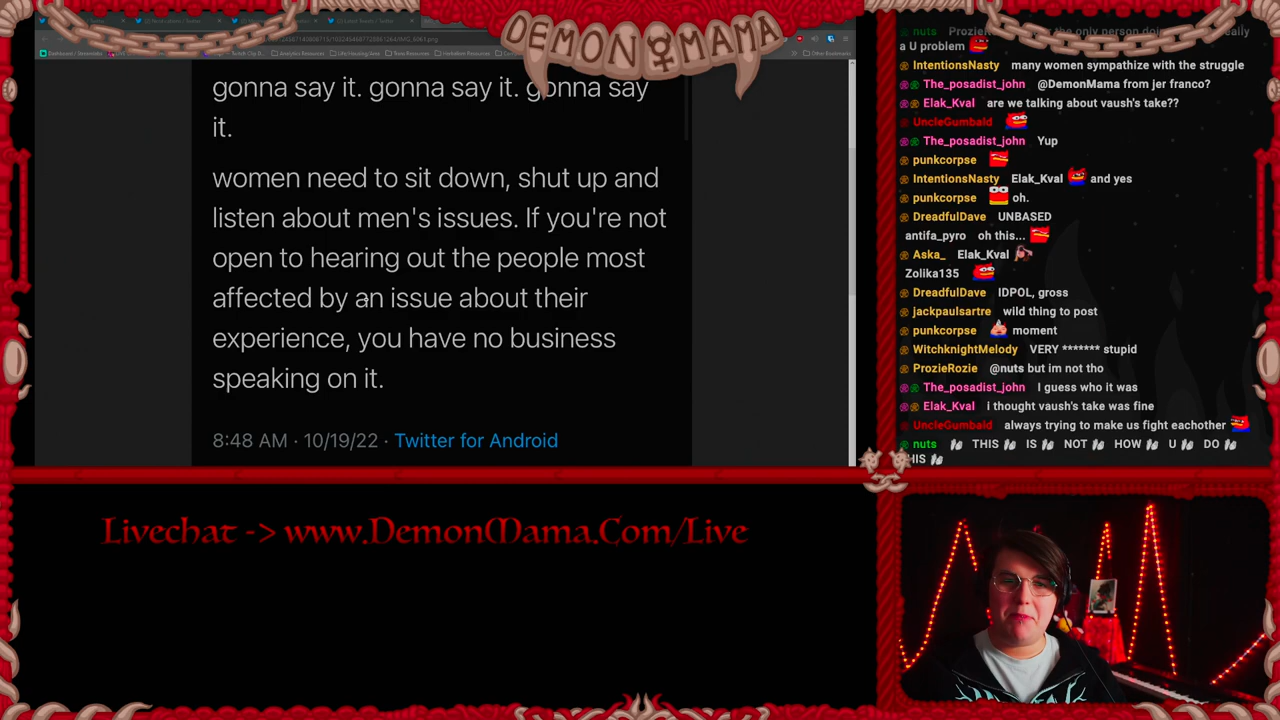 DEMON MAMA
Other Bookmarks
gonna say it. gonna say it. gonna say
it.
women need to sit down, shut up and
listen about men's issues. If you're not
open to hearing out the people most
affected by an issue about their
experience, you have no business
speaking on it.
8:48 AM · 10/19/22 · Twitter for Android
Livechat -> www.DemonMama.Com/Live
nuts
a U problem
IntentionsNasty many women sympathize with the struggle
The_posadist_john @DemonMama from jer franco?
Elak_Kval are we talking about vaush's take??
UncleGumbald
The_posadist_john Yup
punkcorpse
IntentionsNasty Elak_Kval and yes
punkcorpse oh.
DreadfulDave UNBASED
antifa_pyro oh this...
Aska_ Elak_Kval
Zolika135
DreadfulDave IDPOL, gross
jackpaulsartre wild thing to post
punkcorpse moment
WitchknightMelody VERY ******* stupid
ProzieRozie @nuts but im not tho
The_posadist_john I guess who it was
Elak_Kval i thought vaush's take was fine
UncleGumbald always trying to make us fight eachother
nuts THIS IS NOT HOW U DO
HIS